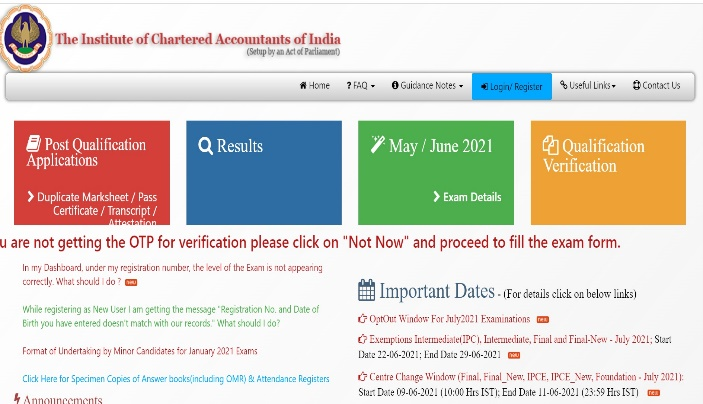 The Institute of Chartered Accountants of India
(Setup by an Act of Parliament)
Home ? FAQ Guidance Notes Login/ Register Useful Links Contact Us
Post Qualification
Applications
Duplicate Marksheet / Pass
Certificate / Transcript /
Attestation
Results
May / June 2021
Exam Details
Qualification
Verification
u are not getting the OTP for verification please click on "Not Now" and proceed to fill the exam form.
In my Dashboard, under my registration number, the level of the Exam is not appearing
correctly. What should I do ? new
While registering as New User I am getting the message "Registration No. and Date of
Birth you have entered doesn't match with our records." What should I do?
Format of Undertaking by Minor Candidates for January 2021 Exams
Click Here for Specimen Copies of Answer books(including OMR) & Attendance Registers
Announcements
Important Dates - (For details click on below links)
OptOut Window For July2021 Examinations new
Exemptions Intermediate(IPC), Intermediate, Final and Final-New - July 2021; Start
Date 22-06-2021; End Date 29-06-2021 new
Centre Change Window (Final, Final_New, IPCE, IPCE_New, Foundation - July 2021):
Start Date 09-06-2021 (10:00 Hrs IST); End Date 11-06-2021 (23:59 Hrs IST) new